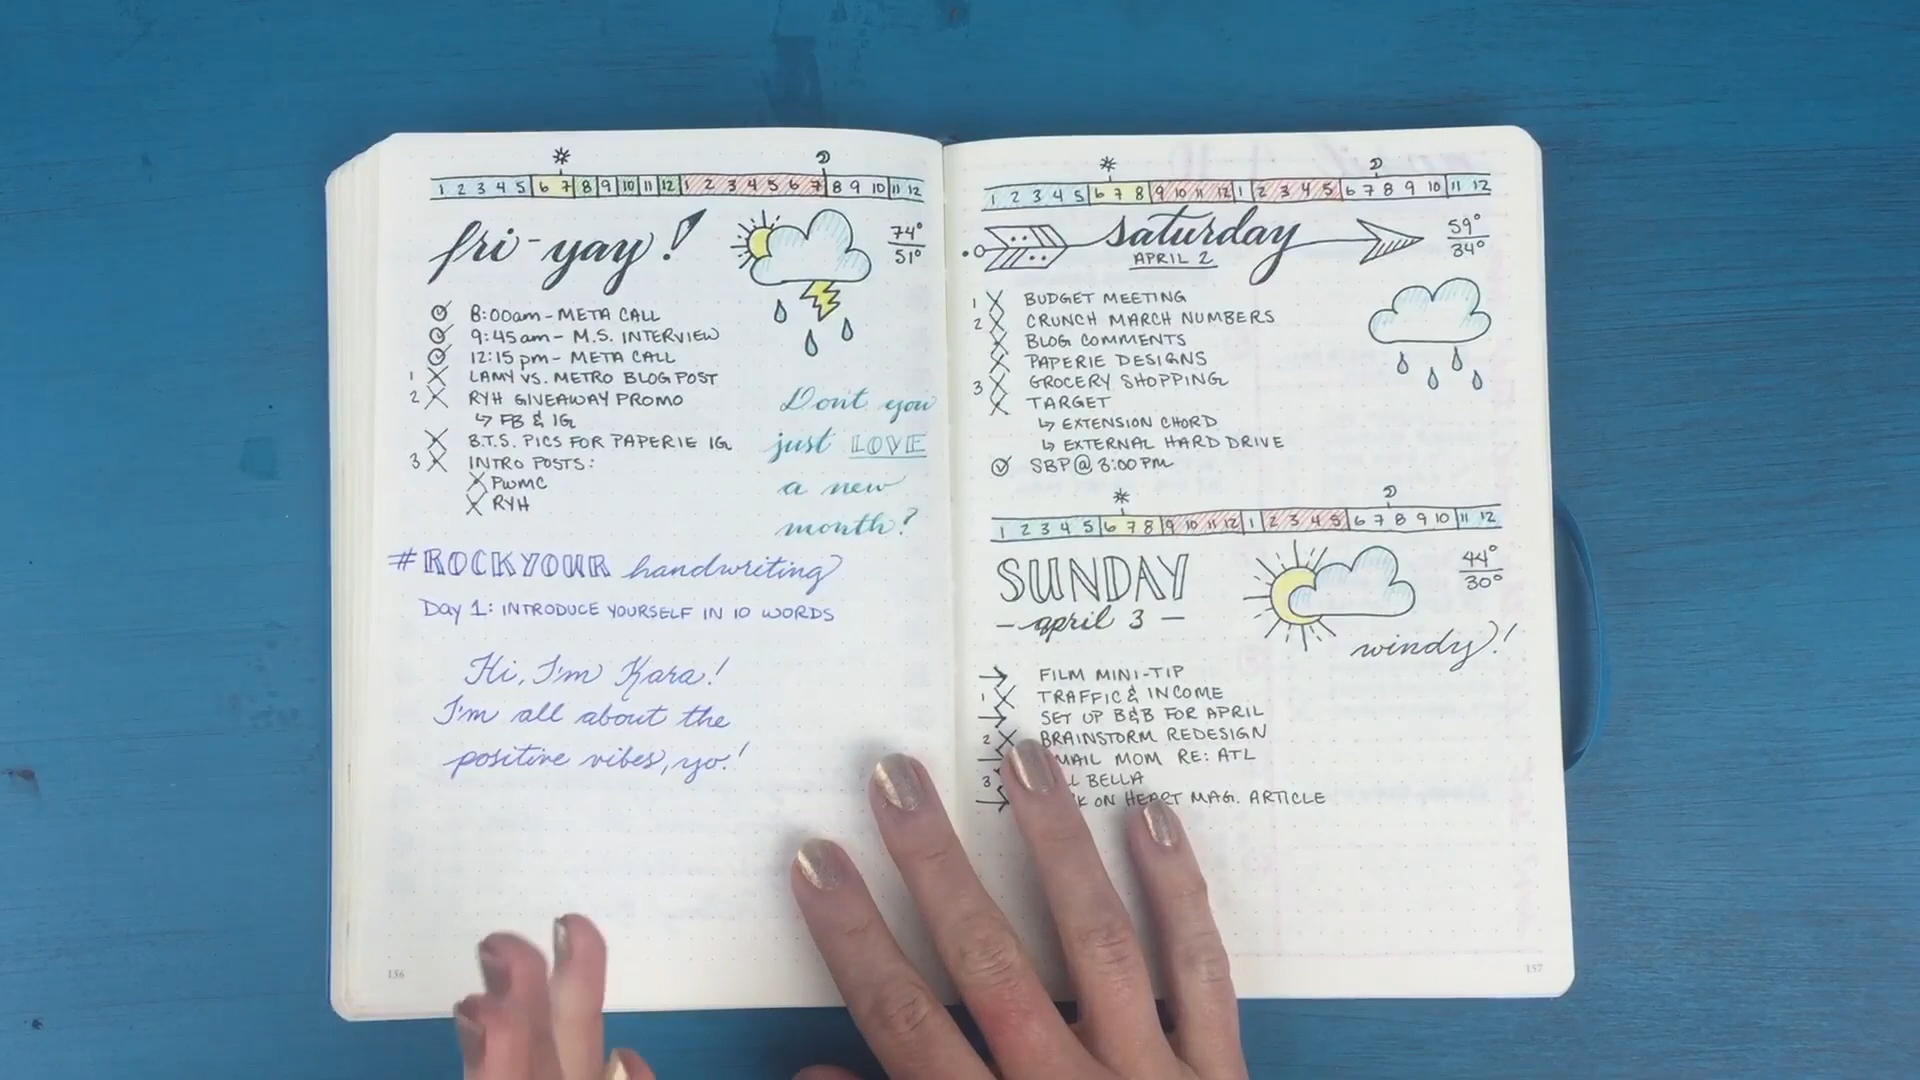 1 2 3 4 5 6 7 8 9 10 11 12 1 2 3 4 5 6 7 8 9 10 11 12
fri-yay!
74°
51°
8:00am - META CALL
9:45am - M.S. INTERVIEW
12:15pm - META CALL
1 LAMY VS. METRO BLOG POST
2 RYH GIVEAWAY PROMO
↳ FB & IG
B.T.S. PICS FOR PAPERIE IG
3 INTRO POSTS:
PWMC
RYH
Don't you
just LOVE
a new
month?
#ROCKYOUR handwriting
Day 1: INTRODUCE YOURSELF IN 10 WORDS
Hi, I'm Kara!
I'm all about the
positive vibes, yo!
156
1 2 3 4 5 6 7 8 9 10 11 12 1 2 3 4 5 6 7 8 9 10 11 12
saturday
APRIL 2
59°
34°
1 BUDGET MEETING
2 CRUNCH MARCH NUMBERS
BLOG COMMENTS
PAPERIE DESIGNS
3 GROCERY SHOPPING
TARGET
↳ EXTENSION CHORD
↳ EXTERNAL HARD DRIVE
SBP @ 3:00 PM
1 2 3 4 5 6 7 8 9 10 11 12 1 2 3 4 5 6 7 8 9 10 11 12
SUNDAY
- april 3 -
44°
30°
windy!
→ FILM MINI-TIP
1 TRAFFIC & INCOME
→ SET UP B&B FOR APRIL
2 BRAINSTORM REDESIGN
MOM RE: ATL
3 BELLA
→ ON HEART MAG. ARTICLE
157